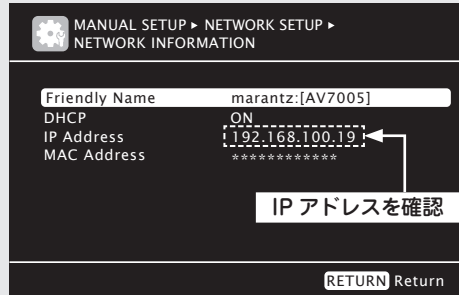 MANUAL SETUP ▸ NETWORK SETUP ▸
NETWORK INFORMATION
Friendly Name marantz:[AV7005]
DHCP ON
IP Address 192.168.100.19
MAC Address ************
IP アドレスを確認
RETURN Return